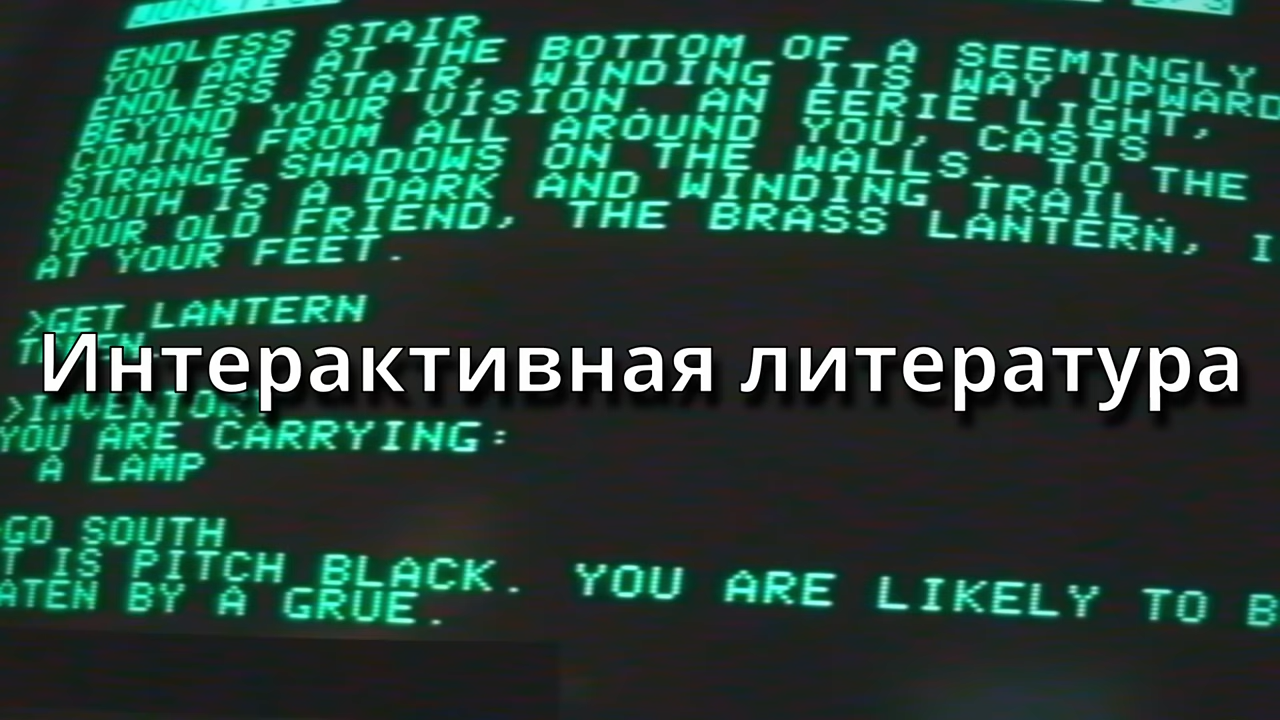 JUNCTION
ENDLESS STAIR
YOU ARE AT THE BOTTOM OF A SEEMINGLY
ENDLESS STAIR, WINDING ITS WAY UPWARD
BEYOND YOUR VISION. AN EERIE LIGHT,
COMING FROM ALL AROUND YOU, CASTS
STRANGE SHADOWS ON THE WALLS. TO THE
SOUTH IS A DARK AND WINDING TRAIL.
YOUR OLD FRIEND, THE BRASS LANTERN, I
AT YOUR FEET.
>GET LANTERN
Интерактивная литература
>INVENTORY
YOU ARE CARRYING:
A LAMP
GO SOUTH
T IS PITCH BLACK. YOU ARE LIKELY TO B
ATEN BY A GRUE.